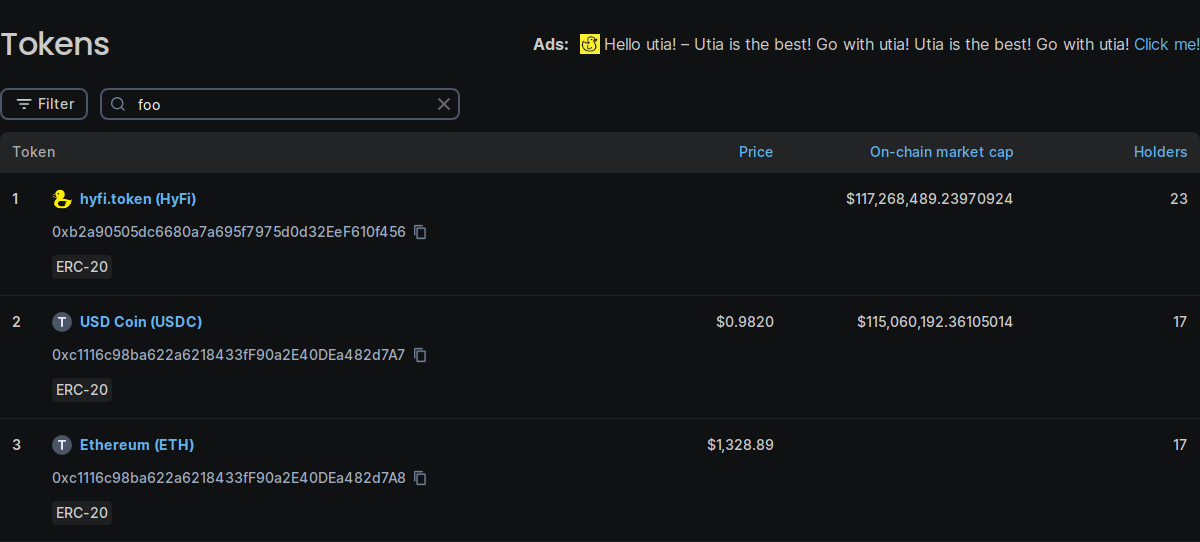 Tokens
Ads: Hello utia! – Utia is the best! Go with utia! Utia is the best! Go with utia! Click me!
Filter
foo
Token Price On-chain market cap Holders
1 hyfi.token (HyFi) $117,268,489.23970924 23
0xb2a90505dc6680a7a695f7975d0d32EeF610f456
ERC-20
2 T USD Coin (USDC) $0.9820 $115,060,192.36105014 17
0xc1116c98ba622a6218433fF90a2E40DEa482d7A7
ERC-20
3 T Ethereum (ETH) $1,328.89 17
0xc1116c98ba622a6218433fF90a2E40DEa482d7A8
ERC-20